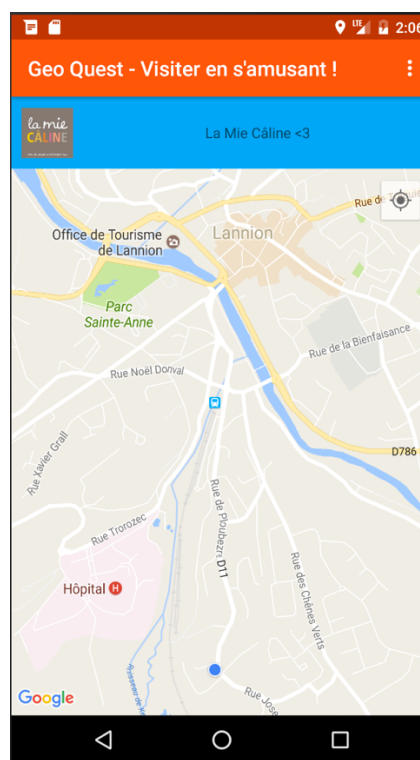 LTE 2:06
Geo Quest - Visiter en s'amusant !
la mie
CÂLINE
La Mie Câline <3
Rue de
Office de Tourisme
de Lannion
Lannion
Parc
Sainte-Anne
Rue de la Bienfaisance
Rue Noël Donval
D786
Rue Xavier Grall
Rue de Ploubezre
D11
Rue Trorozec
Rue des Chênes Verts
Hôpital H
Google
Rue Jose